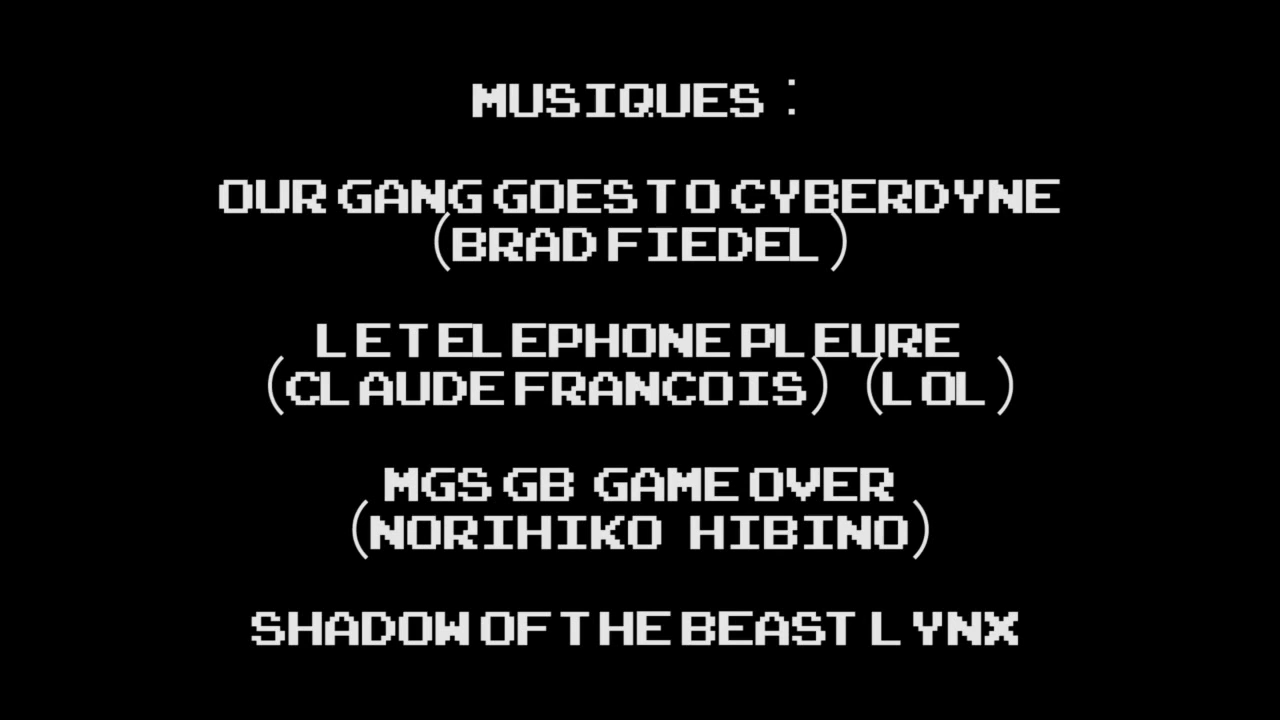 MUSIQUES :
OUR GANG GOES TO CYBERDYNE
(BRAD FIEDEL)
LE TELEPHONE PLEURE
(CLAUDE FRANCOIS) (LOL)
MGS GB GAME OVER
(NORIHIKO HIBINO)
SHADOW OF THE BEAST LYNX